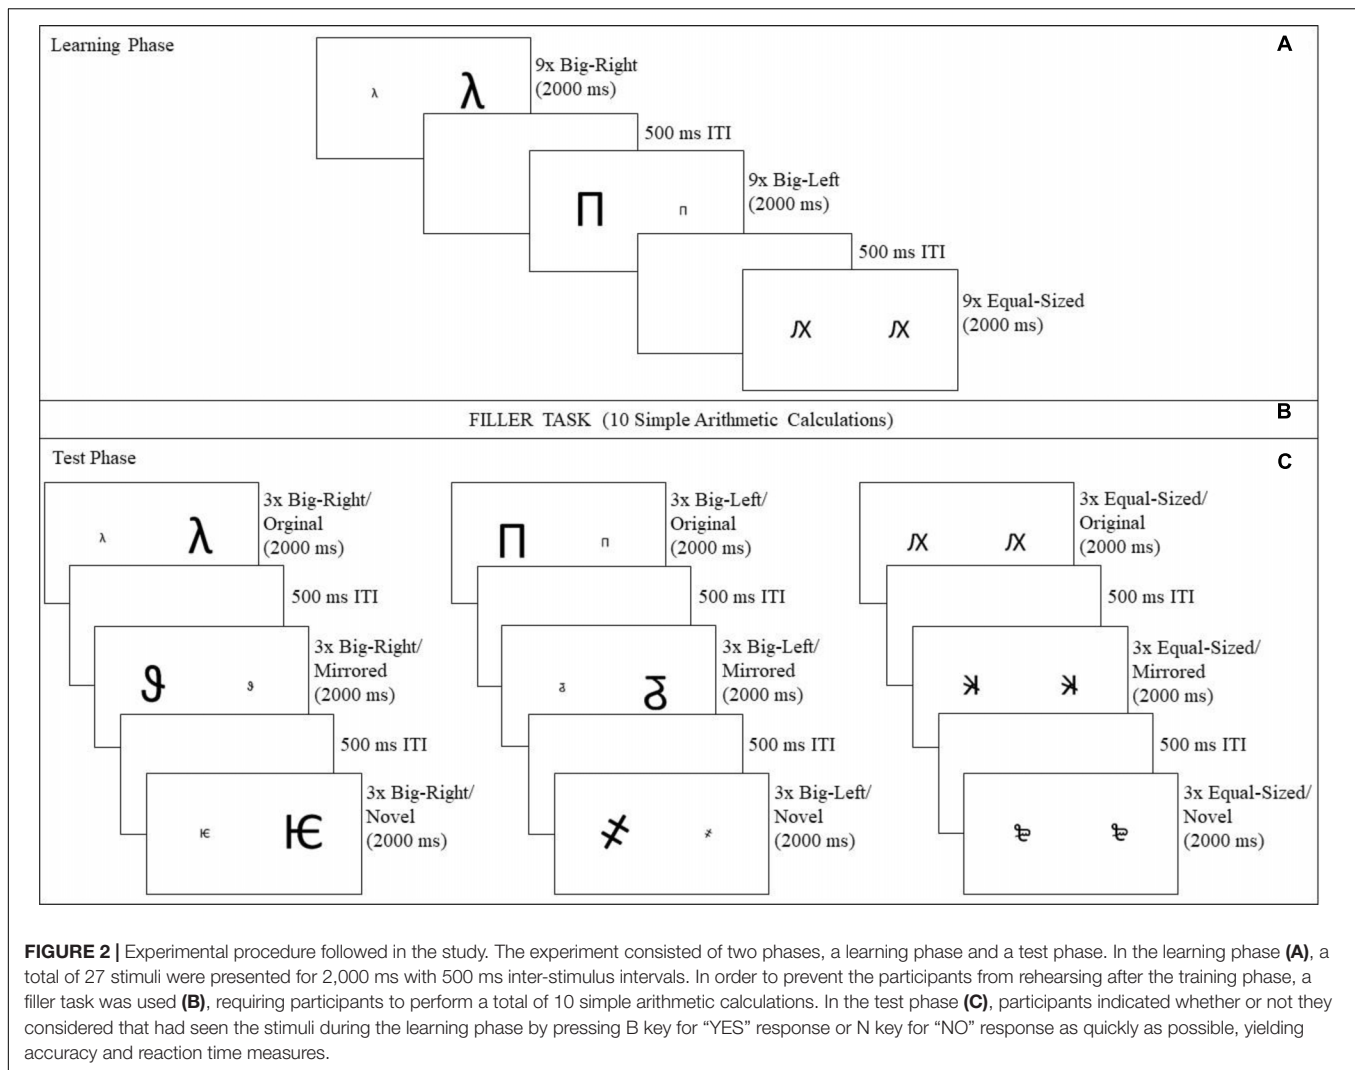 Learning Phase
A
λ λ
9x Big-Right
(2000 ms)
500 ms ITI
Π Π
9x Big-Left
(2000 ms)
500 ms ITI
9x Equal-Sized
(2000 ms)
FILLER TASK (10 Simple Arithmetic Calculations)
B
Test Phase
C
λ λ
3x Big-Right/
Orginal
(2000 ms)
500 ms ITI
ϑ ϑ
3x Big-Right/
Mirrored
(2000 ms)
500 ms ITI
Ѥ Ѥ
3x Big-Right/
Novel
(2000 ms)
Π Π
3x Big-Left/
Original
(2000 ms)
500 ms ITI
3x Big-Left/
Mirrored
(2000 ms)
500 ms ITI
3x Big-Left/
Novel
(2000 ms)
3x Equal-Sized/
Original
(2000 ms)
500 ms ITI
3x Equal-Sized/
Mirrored
(2000 ms)
500 ms ITI
3x Equal-Sized/
Novel
(2000 ms)
FIGURE 2 | Experimental procedure followed in the study. The experiment consisted of two phases, a learning phase and a test phase. In the learning phase (A), a
total of 27 stimuli were presented for 2,000 ms with 500 ms inter-stimulus intervals. In order to prevent the participants from rehearsing after the training phase, a
filler task was used (B), requiring participants to perform a total of 10 simple arithmetic calculations. In the test phase (C), participants indicated whether or not they
considered that had seen the stimuli during the learning phase by pressing B key for “YES” response or N key for “NO” response as quickly as possible, yielding
accuracy and reaction time measures.